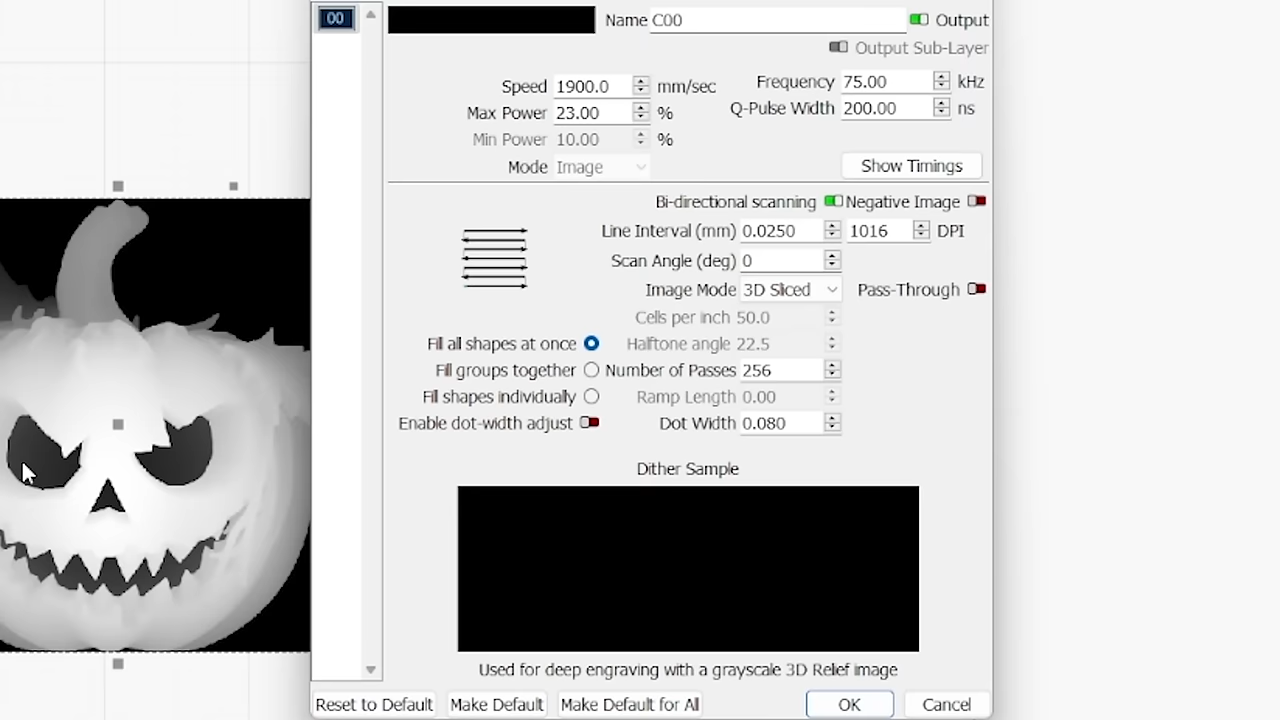 00
Name C00 Output
Output Sub-Layer
Speed 1900.0 mm/sec Frequency 75.00 kHz
Max Power 23.00 % Q-Pulse Width 200.00 ns
Min Power 10.00 %
Mode Image Show Timings
Bi-directional scanning Negative Image
Line Interval (mm) 0.0250 1016 DPI
Scan Angle (deg) 0
Image Mode 3D Sliced Pass-Through
Cells per inch 50.0
Fill all shapes at once Halftone angle 22.5
Fill groups together Number of Passes 256
Fill shapes individually Ramp Length 0.00
Enable dot-width adjust Dot Width 0.080
Dither Sample
Used for deep engraving with a grayscale 3D Relief image
Reset to Default Make Default Make Default for All OK Cancel